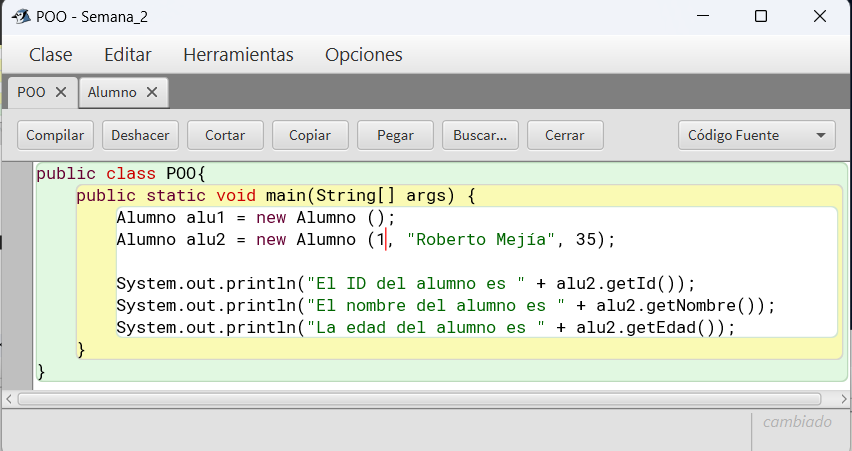 POO - Semana_2
Clase Editar Herramientas Opciones
POO Alumno
Compilar Deshacer Cortar Copiar Pegar Buscar... Cerrar Código Fuente
public class POO{
    public static void main(String[] args) {
        Alumno alu1 = new Alumno ();
        Alumno alu2 = new Alumno (1, "Roberto Mejía", 35);
        System.out.println("El ID del alumno es " + alu2.getId());
        System.out.println("El nombre del alumno es " + alu2.getNombre());
        System.out.println("La edad del alumno es " + alu2.getEdad());
    }
}
cambiado